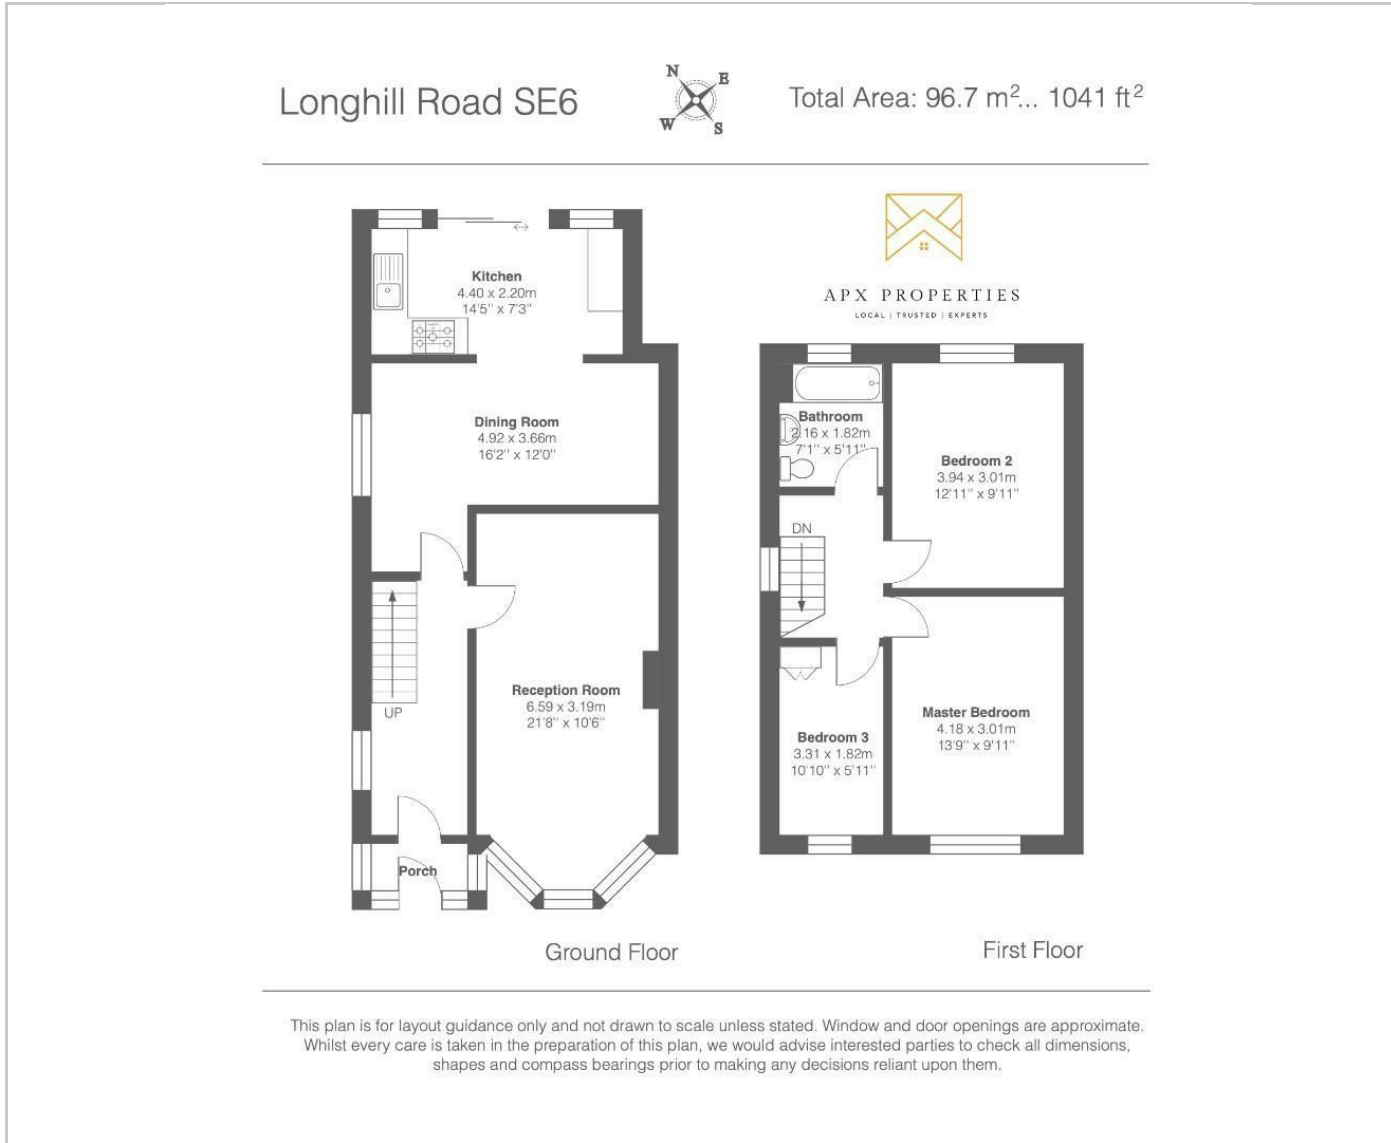 Longhill Road SE6
N
E
W
S
Total Area: 96.7 m²... 1041 ft²
APX PROPERTIES
LOCAL | TRUSTED | EXPERTS
Kitchen
4.40 x 2.20m
14'5'' x 7'3''
Dining Room
4.92 x 3.66m
16'2'' x 12'0''
Reception Room
6.59 x 3.19m
21'8'' x 10'6''
UP
Porch
Ground Floor
Bathroom
2.16 x 1.82m
7'1'' x 5'11''
Bedroom 2
3.94 x 3.01m
12'11'' x 9'11''
DN
Master Bedroom
4.18 x 3.01m
13'9'' x 9'11''
Bedroom 3
3.31 x 1.82m
10'10'' x 5'11''
First Floor
This plan is for layout guidance only and not drawn to scale unless stated. Window and door openings are approximate.
Whilst every care is taken in the preparation of this plan, we would advise interested parties to check all dimensions,
shapes and compass bearings prior to making any decisions reliant upon them.